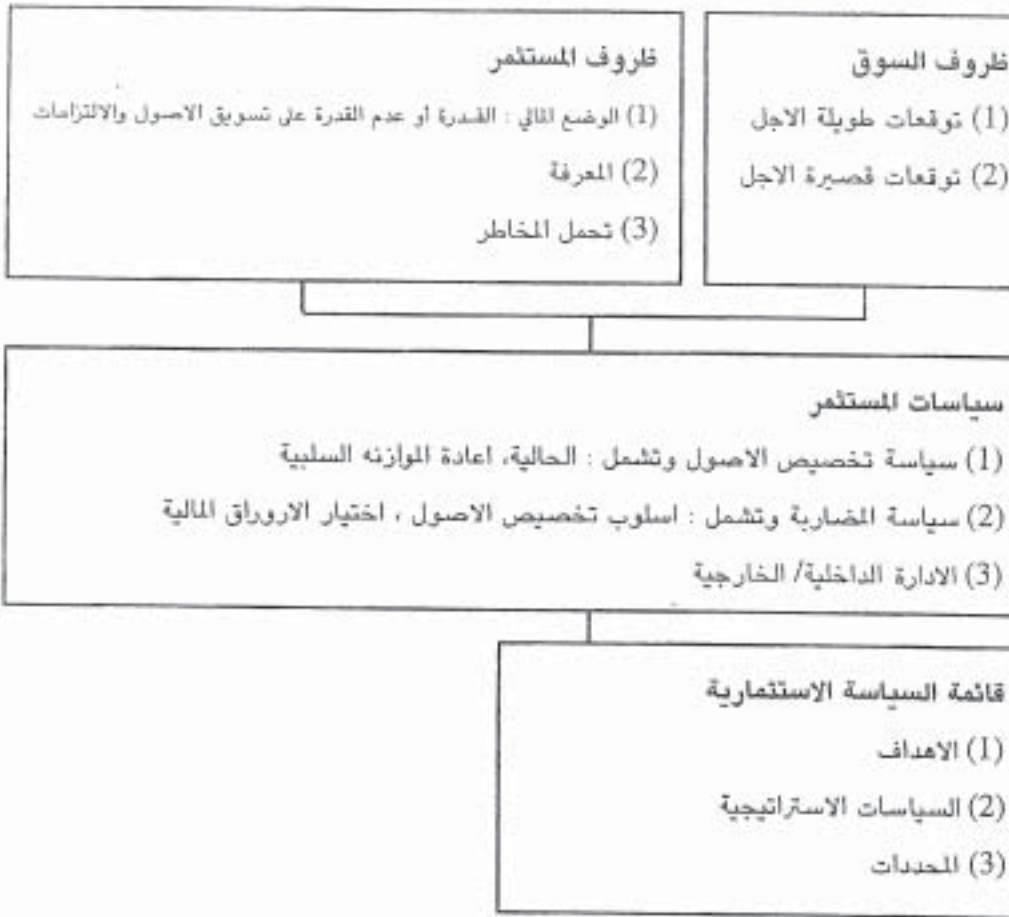 ظروف السوق
(1) توقعات طويلة الاجل
(2) توقعات قصيرة الاجل
ظروف المستثمر
(1) الوضع المالي : القدرة أو عدم القدرة على تسويق الاصول والالتزامات
(2) المعرفة
(3) تحمل المخاطر
سياسات المستثمر
(1) سياسة تخصيص الاصول وتشمل : الحالية، اعادة الموازنه السلبية
(2) سياسة المضاربة وتشمل : اسلوب تخصيص الاصول ، اختيار الاروراق المالية
(3) الادارة الداخلية/ الخارجية
قائمة السياسة الاستثمارية
(1) الاهداف
(2) السياسات الاستراتيجية
(3) المحددات